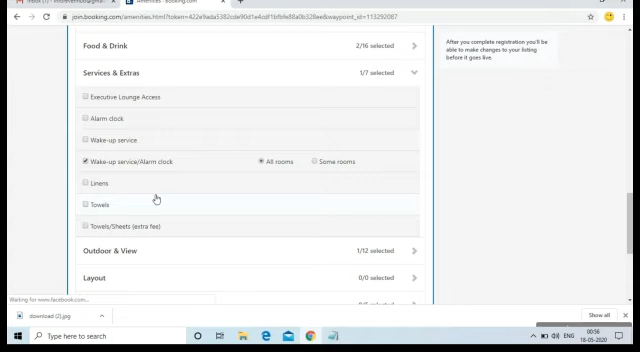 Amenities - Booking.com
join.booking.com/amenities.html?token=422e9ada5382cde90d1e4cdf1bfbfe88a0b328ee&waypoint_id=113292087
Food & Drink 2/16 selected
After you complete registration you'll be
able to make changes to your listing
before it goes live.
Services & Extras 1/7 selected
Executive Lounge Access
Alarm clock
Wake-up service
Wake-up service/Alarm clock All rooms Some rooms
Linens
Towels
Towels/Sheets (extra fee)
Outdoor & View 1/12 selected
Layout 0/0 selected
Waiting for www.facebook.com...
download (2).jpg Show all
Type here to search
ENG 00:56
18-05-2020